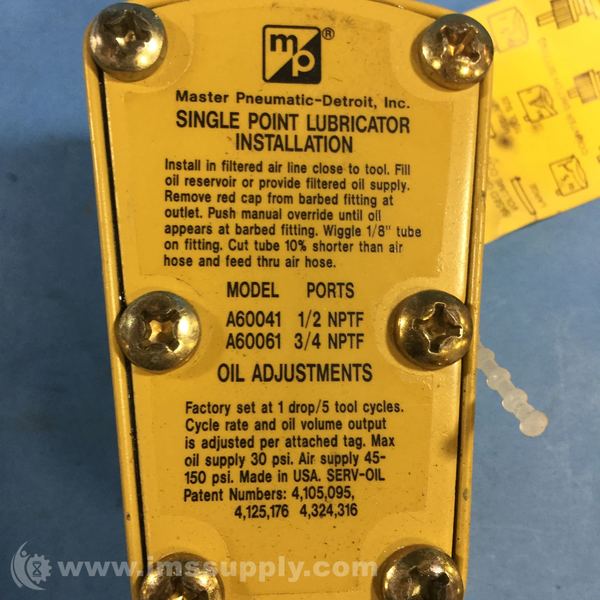 mp®
Master Pneumatic-Detroit, Inc.
SINGLE POINT LUBRICATOR
INSTALLATION
Install in filtered air line close to tool. Fill
oil reservoir or provide filtered oil supply.
Remove red cap from barbed fitting at
outlet. Push manual override until oil
appears at barbed fitting. Wiggle 1/8" tube
on fitting. Cut tube 10% shorter than air
hose and feed thru air hose.
MODEL PORTS
A60041 1/2 NPTF
A60061 3/4 NPTF
OIL ADJUSTMENTS
Factory set at 1 drop/5 tool cycles.
Cycle rate and oil volume output
is adjusted per attached tag. Max
oil supply 30 psi. Air supply 45-
150 psi. Made in USA. SERV-OIL
Patent Numbers: 4,105,095,
4,125,176 4,324,316
www.imssupply.com